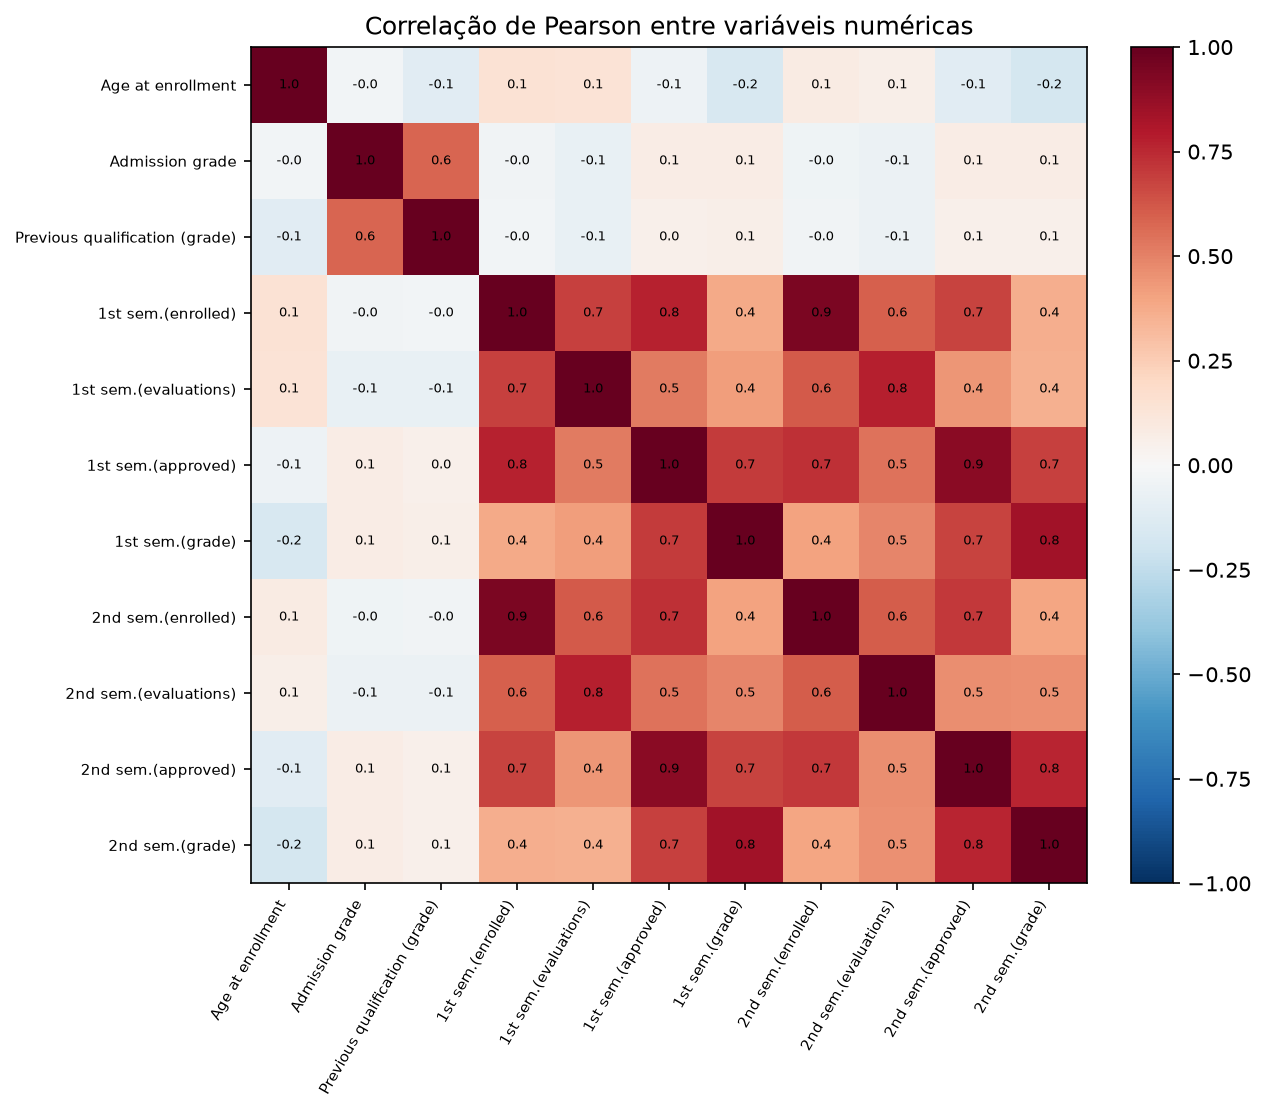 Correlação de Pearson entre variáveis numéricas
Age at enrollment 1.0 -0.0 -0.1 0.1 0.1 -0.1 -0.2 0.1 0.1 -0.1 -0.2
Admission grade -0.0 1.0 0.6 -0.0 -0.1 0.1 0.1 -0.0 -0.1 0.1 0.1
Previous qualification (grade) -0.1 0.6 1.0 -0.0 -0.1 0.0 0.1 -0.0 -0.1 0.1 0.1
1st sem.(enrolled) 0.1 -0.0 -0.0 1.0 0.7 0.8 0.4 0.9 0.6 0.7 0.4
1st sem.(evaluations) 0.1 -0.1 -0.1 0.7 1.0 0.5 0.4 0.6 0.8 0.4 0.4
1st sem.(approved) -0.1 0.1 0.0 0.8 0.5 1.0 0.7 0.7 0.5 0.9 0.7
1st sem.(grade) -0.2 0.1 0.1 0.4 0.4 0.7 1.0 0.4 0.5 0.7 0.8
2nd sem.(enrolled) 0.1 -0.0 -0.0 0.9 0.6 0.7 0.4 1.0 0.6 0.7 0.4
2nd sem.(evaluations) 0.1 -0.1 -0.1 0.6 0.8 0.5 0.5 0.6 1.0 0.5 0.5
2nd sem.(approved) -0.1 0.1 0.1 0.7 0.4 0.9 0.7 0.7 0.5 1.0 0.8
2nd sem.(grade) -0.2 0.1 0.1 0.4 0.4 0.7 0.8 0.4 0.5 0.8 1.0
Age at enrollment
Admission grade
Previous qualification (grade)
1st sem.(enrolled)
1st sem.(evaluations)
1st sem.(approved)
1st sem.(grade)
2nd sem.(enrolled)
2nd sem.(evaluations)
2nd sem.(approved)
2nd sem.(grade)
1.00
0.75
0.50
0.25
0.00
−0.25
−0.50
−0.75
−1.00